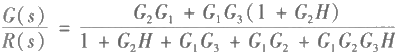 G(s)/R(s) = (G₂G₁ + G₁G₃(1 + G₂H))/(1 + G₂H + G₁G₃ + G₁G₂ + G₁G₂G₃H)